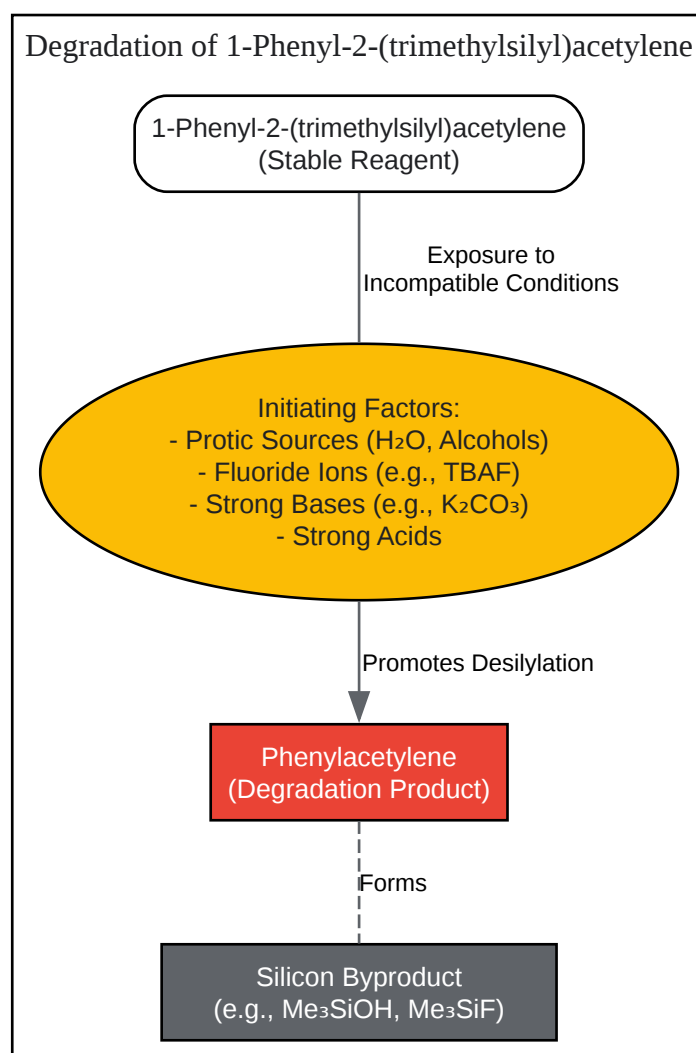 Degradation of 1-Phenyl-2-(trimethylsilyl)acetylene
1-Phenyl-2-(trimethylsilyl)acetylene
(Stable Reagent)
Exposure to
Incompatible Conditions
Initiating Factors:
- Protic Sources (H₂O, Alcohols)
- Fluoride Ions (e.g., TBAF)
- Strong Bases (e.g., K₂CO₃)
- Strong Acids
Promotes Desilylation
Phenylacetylene
(Degradation Product)
Forms
Silicon Byproduct
(e.g., Me₃SiOH, Me₃SiF)